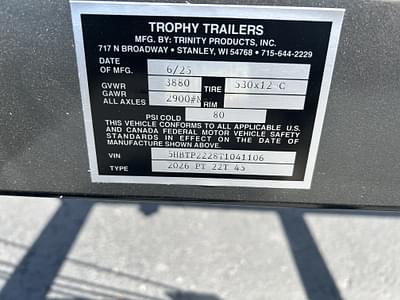 TROPHY TRAILERS
MFG. BY: TRINITY PRODUCTS, INC.
717 N BROADWAY • STANLEY, WI 54768 • 715-644-2229
DATE OF MFG. 6/25
GVWR 3880 TIRE 530x12 C
GAWR ALL AXLES 2900# RIM
PSI COLD 80
THIS VEHICLE CONFORMS TO ALL APPLICABLE U.S.
AND CANADA FEDERAL MOTOR VEHICLE SAFETY
STANDARDS IN EFFECT ON THE DATE OF
MANUFACTURE SHOWN ABOVE.
VIN 5HBTP2228T1041106
TYPE 2026 PT 22T 45